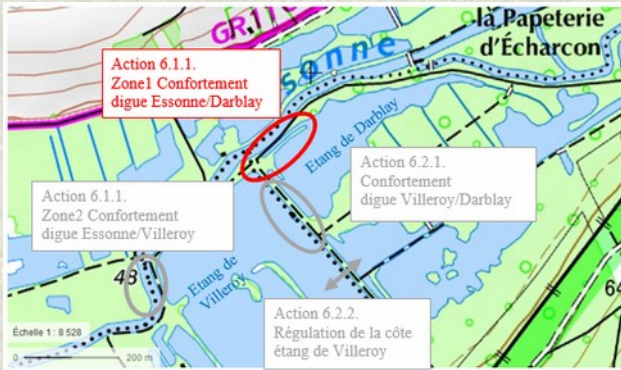 GR.11
la Papeterie
d'Écharcon
sonne
Action 6.1.1.
Zone1 Confortement
digue Essonne/Darblay
Etang de Darblay
Action 6.2.1.
Confortement
digue Villeroy/Darblay
Action 6.1.1.
Zone2 Confortement
digue Essonne/Villeroy
Etang de
Villeroy
48
64
Action 6.2.2.
Régulation de la côte
étang de Villeroy
Échelle 1 : 8 528
0 200 m